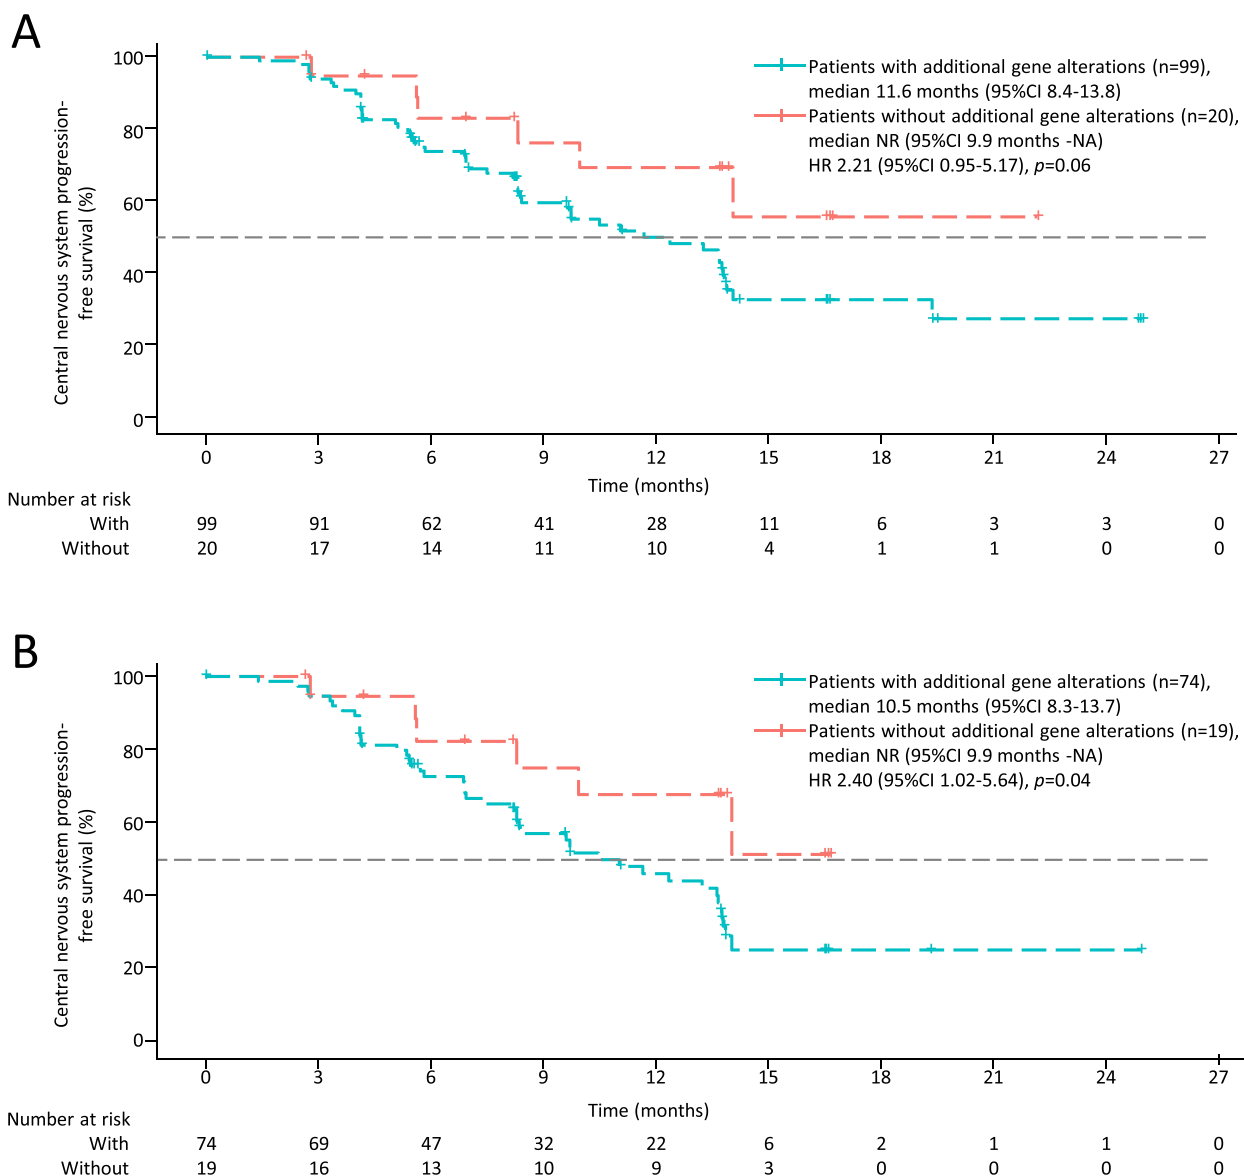 A
Central nervous system progression-
free survival (%)
100
80
60
40
20
0
Patients with additional gene alterations (n=99),
median 11.6 months (95%CI 8.4-13.8)
Patients without additional gene alterations (n=20),
median NR (95%CI 9.9 months -NA)
HR 2.21 (95%CI 0.95-5.17), p=0.06
0 3 6 9 12 15 18 21 24 27
Time (months)
Number at risk
With 99 91 62 41 28 11 6 3 3 0
Without 20 17 14 11 10 4 1 1 0 0
B
Central nervous system progression-
free survival (%)
100
80
60
40
20
0
Patients with additional gene alterations (n=74),
median 10.5 months (95%CI 8.3-13.7)
Patients without additional gene alterations (n=19),
median NR (95%CI 9.9 months -NA)
HR 2.40 (95%CI 1.02-5.64), p=0.04
0 3 6 9 12 15 18 21 24 27
Time (months)
Number at risk
With 74 69 47 32 22 6 2 1 1 0
Without 19 16 13 10 9 3 0 0 0 0